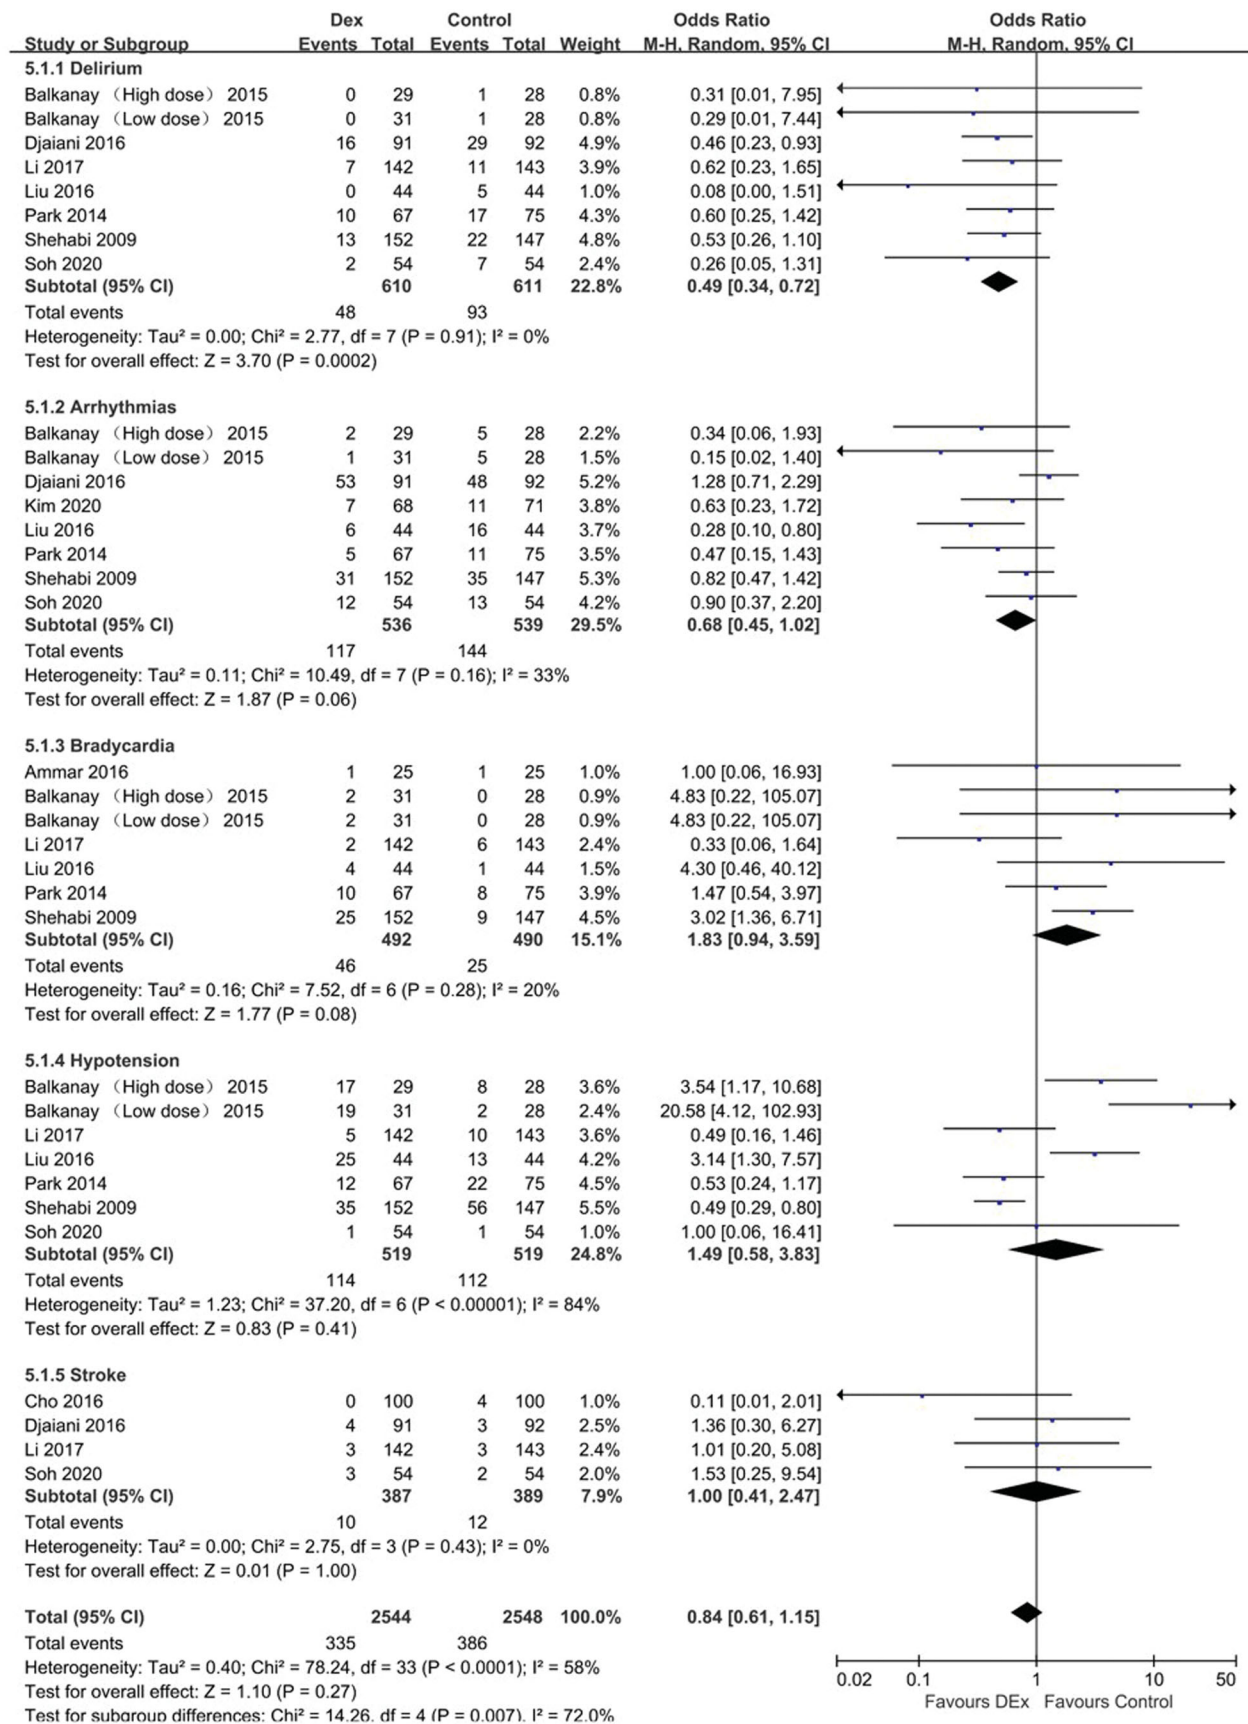 Dex Control Odds Ratio Odds Ratio
Study or Subgroup Events Total Events Total Weight M-H, Random, 95% CI M-H, Random, 95% CI
5.1.1 Delirium
Balkanay （High dose） 2015 0 29 1 28 0.8% 0.31 [0.01, 7.95]
Balkanay （Low dose） 2015 0 31 1 28 0.8% 0.29 [0.01, 7.44]
Djaiani 2016 16 91 29 92 4.9% 0.46 [0.23, 0.93]
Li 2017 7 142 11 143 3.9% 0.62 [0.23, 1.65]
Liu 2016 0 44 5 44 1.0% 0.08 [0.00, 1.51]
Park 2014 10 67 17 75 4.3% 0.60 [0.25, 1.42]
Shehabi 2009 13 152 22 147 4.8% 0.53 [0.26, 1.10]
Soh 2020 2 54 7 54 2.4% 0.26 [0.05, 1.31]
Subtotal (95% CI) 610 611 22.8% 0.49 [0.34, 0.72]
Total events 48 93
Heterogeneity: Tau² = 0.00; Chi² = 2.77, df = 7 (P = 0.91); I² = 0%
Test for overall effect: Z = 3.70 (P = 0.0002)
5.1.2 Arrhythmias
Balkanay （High dose） 2015 2 29 5 28 2.2% 0.34 [0.06, 1.93]
Balkanay （Low dose） 2015 1 31 5 28 1.5% 0.15 [0.02, 1.40]
Djaiani 2016 53 91 48 92 5.2% 1.28 [0.71, 2.29]
Kim 2020 7 68 11 71 3.8% 0.63 [0.23, 1.72]
Liu 2016 6 44 16 44 3.7% 0.28 [0.10, 0.80]
Park 2014 5 67 11 75 3.5% 0.47 [0.15, 1.43]
Shehabi 2009 31 152 35 147 5.3% 0.82 [0.47, 1.42]
Soh 2020 12 54 13 54 4.2% 0.90 [0.37, 2.20]
Subtotal (95% CI) 536 539 29.5% 0.68 [0.45, 1.02]
Total events 117 144
Heterogeneity: Tau² = 0.11; Chi² = 10.49, df = 7 (P = 0.16); I² = 33%
Test for overall effect: Z = 1.87 (P = 0.06)
5.1.3 Bradycardia
Ammar 2016 1 25 1 25 1.0% 1.00 [0.06, 16.93]
Balkanay （High dose） 2015 2 31 0 28 0.9% 4.83 [0.22, 105.07]
Balkanay （Low dose） 2015 2 31 0 28 0.9% 4.83 [0.22, 105.07]
Li 2017 2 142 6 143 2.4% 0.33 [0.06, 1.64]
Liu 2016 4 44 1 44 1.5% 4.30 [0.46, 40.12]
Park 2014 10 67 8 75 3.9% 1.47 [0.54, 3.97]
Shehabi 2009 25 152 9 147 4.5% 3.02 [1.36, 6.71]
Subtotal (95% CI) 492 490 15.1% 1.83 [0.94, 3.59]
Total events 46 25
Heterogeneity: Tau² = 0.16; Chi² = 7.52, df = 6 (P = 0.28); I² = 20%
Test for overall effect: Z = 1.77 (P = 0.08)
5.1.4 Hypotension
Balkanay （High dose） 2015 17 29 8 28 3.6% 3.54 [1.17, 10.68]
Balkanay （Low dose） 2015 19 31 2 28 2.4% 20.58 [4.12, 102.93]
Li 2017 5 142 10 143 3.6% 0.49 [0.16, 1.46]
Liu 2016 25 44 13 44 4.2% 3.14 [1.30, 7.57]
Park 2014 12 67 22 75 4.5% 0.53 [0.24, 1.17]
Shehabi 2009 35 152 56 147 5.5% 0.49 [0.29, 0.80]
Soh 2020 1 54 1 54 1.0% 1.00 [0.06, 16.41]
Subtotal (95% CI) 519 519 24.8% 1.49 [0.58, 3.83]
Total events 114 112
Heterogeneity: Tau² = 1.23; Chi² = 37.20, df = 6 (P < 0.00001); I² = 84%
Test for overall effect: Z = 0.83 (P = 0.41)
5.1.5 Stroke
Cho 2016 0 100 4 100 1.0% 0.11 [0.01, 2.01]
Djaiani 2016 4 91 3 92 2.5% 1.36 [0.30, 6.27]
Li 2017 3 142 3 143 2.4% 1.01 [0.20, 5.08]
Soh 2020 3 54 2 54 2.0% 1.53 [0.25, 9.54]
Subtotal (95% CI) 387 389 7.9% 1.00 [0.41, 2.47]
Total events 10 12
Heterogeneity: Tau² = 0.00; Chi² = 2.75, df = 3 (P = 0.43); I² = 0%
Test for overall effect: Z = 0.01 (P = 1.00)
Total (95% CI) 2544 2548 100.0% 0.84 [0.61, 1.15]
Total events 335 386
Heterogeneity: Tau² = 0.40; Chi² = 78.24, df = 33 (P < 0.0001); I² = 58%
Test for overall effect: Z = 1.10 (P = 0.27)
Test for subgroup differences: Chi² = 14.26, df = 4 (P = 0.007), I² = 72.0%
0.02 0.1 1 10 50
Favours DEx Favours Control